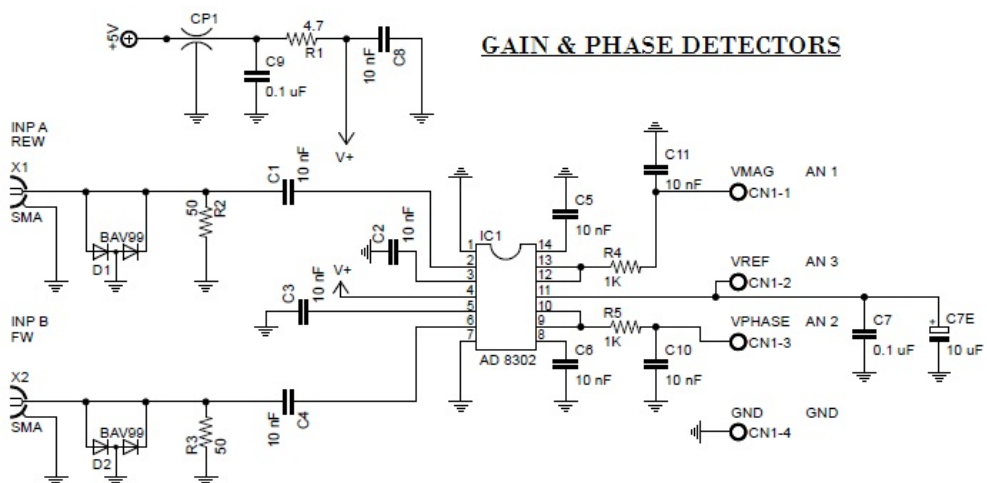 GAIN & PHASE DETECTORS
+5V
CP1
C9
0.1 uF
4.7
R1
10 nF
C8
V+
INP A
REW
X1
SMA
BAV99
D1
50
R2
C1
10 nF
C2
10 nF
V+
C3
10 nF
INP B
FW
X2
SMA
BAV99
D2
R3
50
10 nF
C4
IC1
1
2
3
4
5
6
7
14
13
12
11
10
9
8
AD 8302
C5
10 nF
R4
1K
C11
10 nF
R5
1K
C6
10 nF
C10
10 nF
VMAG AN 1
CN1-1
VREF AN 3
CN1-2
VPHASE AN 2
CN1-3
GND GND
CN1-4
C7
0.1 uF
C7E
+
10 uF